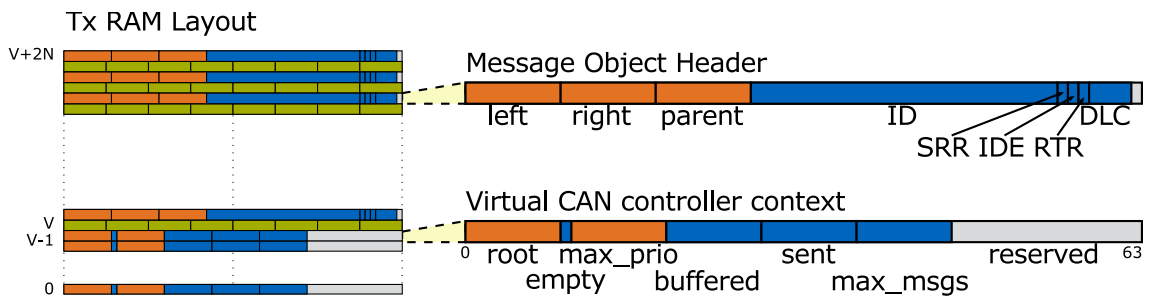 Tx RAM Layout
V+2N
Message Object Header
left right parent ID DLC
SRR IDE RTR
Virtual CAN controller context
V
V-1
0 root max_prio sent reserved 63
empty buffered max_msgs
0